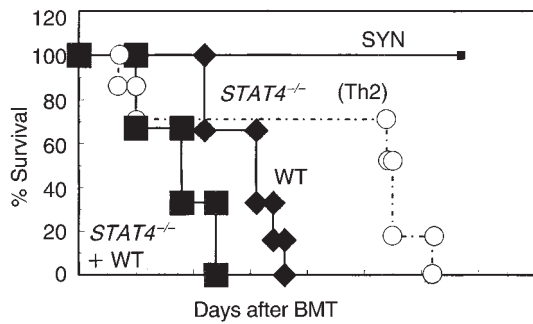 120
100
80
60
40
20
0
% Survival
SYN
STAT4⁻/⁻ (Th2)
WT
STAT4⁻/⁻
+ WT
Days after BMT